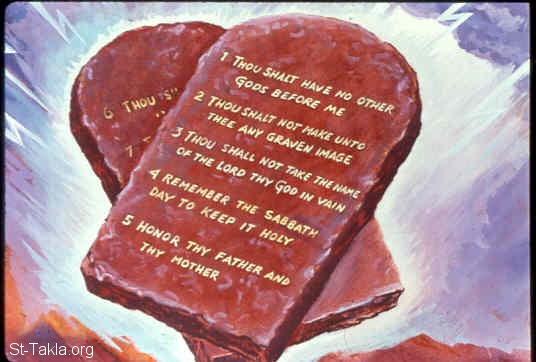 1 THOU SHALT HAVE NO OTHER
GODS BEFORE ME
2 THOU SHALT NOT MAKE UNTO
THEE ANY GRAVEN IMAGE
3 THOU SHALL NOT TAKE THE NAME
OF THE LORD THY GOD IN VAIN
4 REMEMBER THE SABBATH
DAY TO KEEP IT HOLY
5 HONOR THY FATHER AND
THY MOTHER
6 THOU
7
St-Takla.org